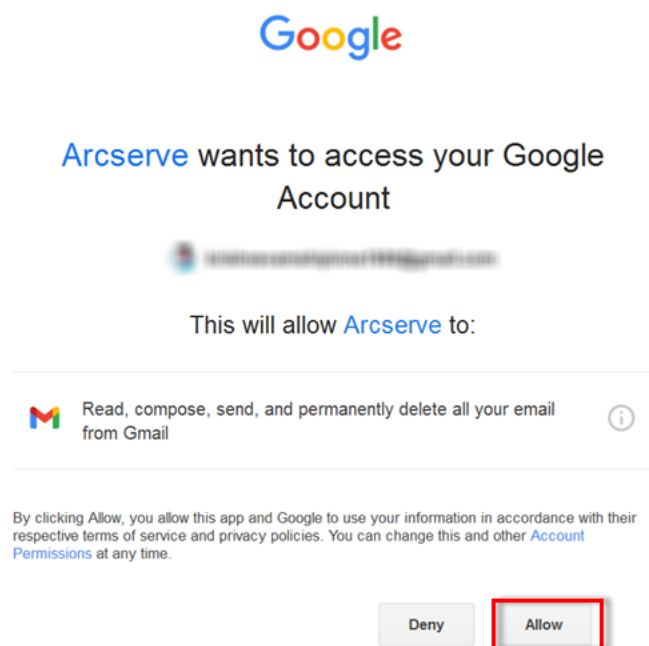 Google
Arcserve wants to access your Google
Account
This will allow Arcserve to:
Read, compose, send, and permanently delete all your email
from Gmail
By clicking Allow, you allow this app and Google to use your information in accordance with their
respective terms of service and privacy policies. You can change this and other Account
Permissions at any time.
Deny Allow